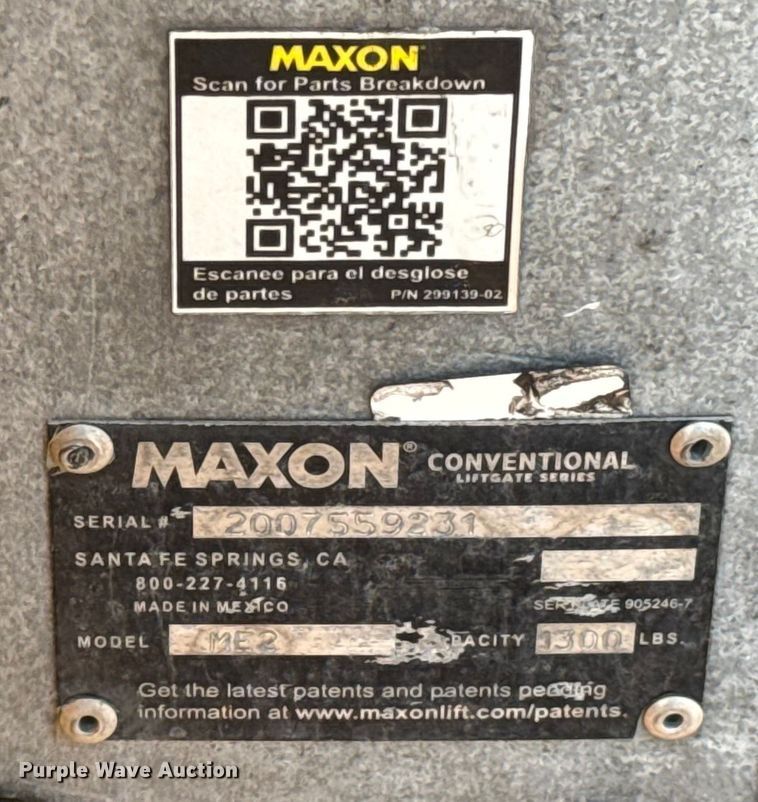 MAXON
Scan for Parts Breakdown
Escanee para el desglose
de partes P/N 299139-02
MAXON® CONVENTIONAL
LIFTGATE SERIES
SERIAL # 2007559231
SANTA FE SPRINGS, CA
800-227-4116
MADE IN MEXICO 905246-7
MODEL ME2 PACITY 1300 LBS.
Get the latest patents and patents pending
information at www.maxonlift.com/patents.
Purple Wave Auction